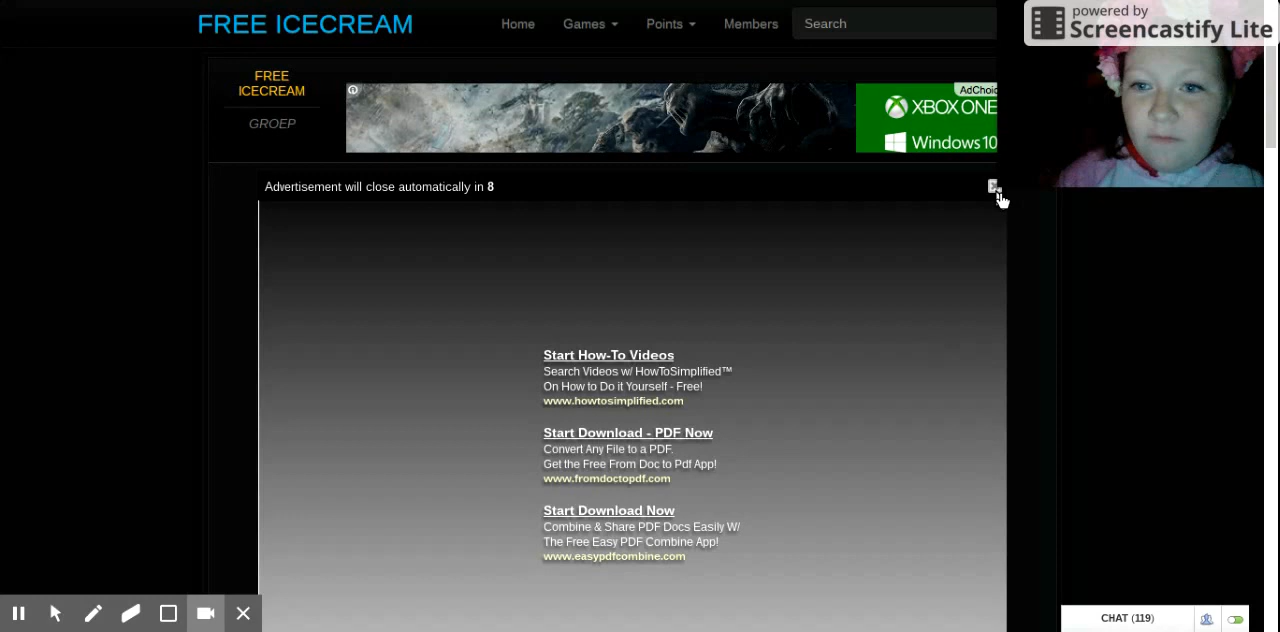 FREE ICECREAM
Home
Games
Points
Members
Search
powered by
Screencastify Lite
FREE
ICECREAM
GROEP
AdChoic
XBOX ONE
Windows 10
Advertisement will close automatically in 8
Start How-To Videos
Search Videos w/ HowToSimplified™
On How to Do it Yourself - Free!
www.howtosimplified.com
Start Download - PDF Now
Convert Any File to a PDF.
Get the Free From Doc to Pdf App!
www.fromdoctopdf.com
Start Download Now
Combine & Share PDF Docs Easily W/
The Free Easy PDF Combine App!
www.easypdfcombine.com
CHAT (119)